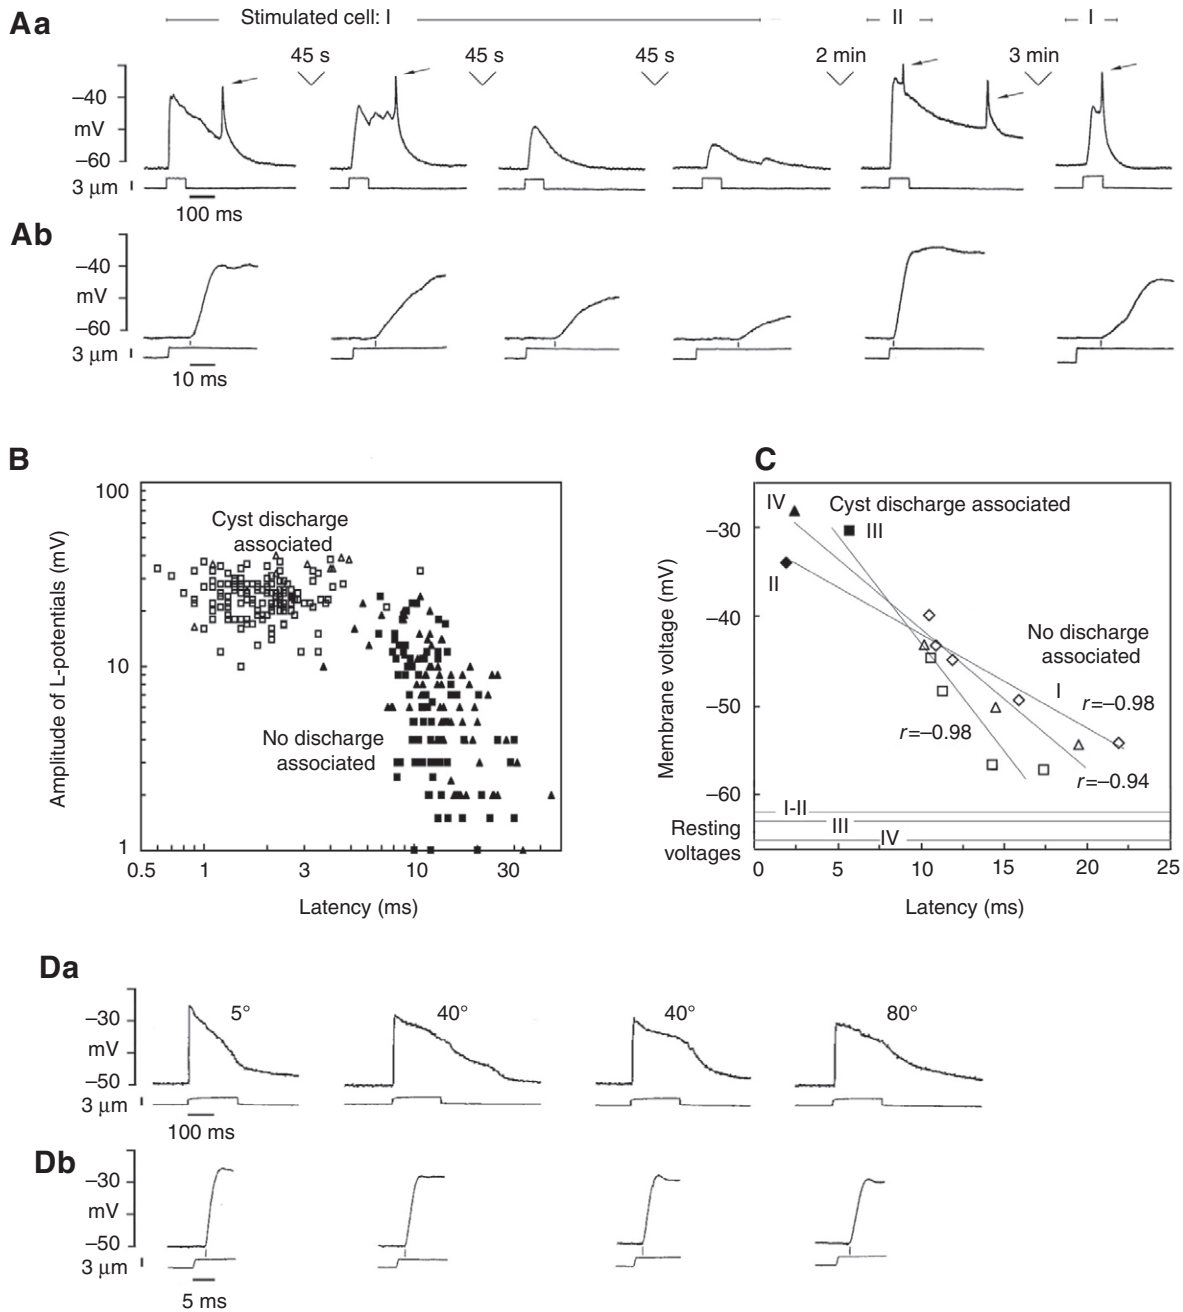 Aa
Stimulated cell: I
II
I
45 s
45 s
45 s
2 min
3 min
–40
mV
–60
3 μm
100 ms
Ab
–40
mV
–60
3 μm
10 ms
B
Amplitude of L-potentials (mV)
100
10
1
Cyst discharge
associated
No discharge
associated
0.5
1
3
10
30
Latency (ms)
C
Membrane voltage (mV)
–30
–40
–50
–60
IV
Cyst discharge associated
III
II
No discharge
associated
I
r=–0.98
r=–0.98
r=–0.94
I-II
III
IV
Resting
voltages
0
5
10
15
20
25
Latency (ms)
Da
–30
mV
–50
5°
40°
40°
80°
3 μm
100 ms
Db
–30
mV
–50
3 μm
5 ms